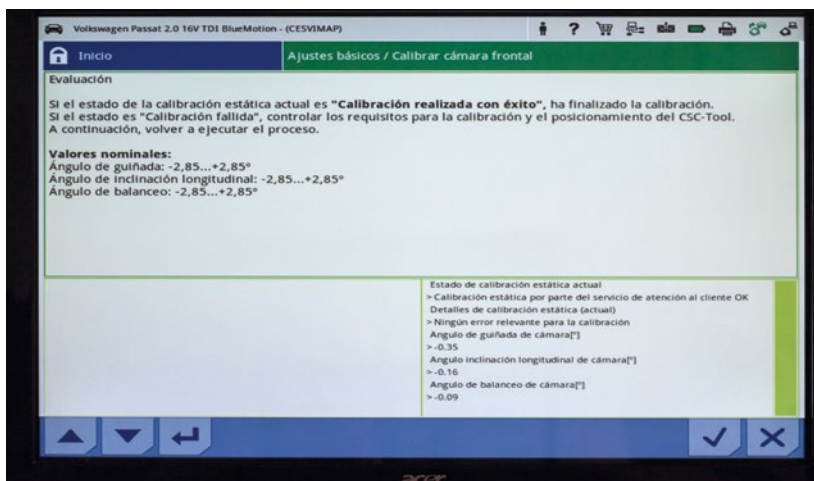 Volkswagen Passat 2.0 16V TDI BlueMotion - (CESVIMAP)
?
Inicio
Ajustes básicos / Calibrar cámara frontal
Evaluación
Si el estado de la calibración estática actual es "Calibración realizada con éxito", ha finalizado la calibración.
Si el estado es "Calibración fallida", controlar los requisitos para la calibración y el posicionamiento del CSC-Tool.
A continuación, volver a ejecutar el proceso.
Valores nominales:
Ángulo de guiñada: -2,85...+2,85°
Ángulo de inclinación longitudinal: -2,85...+2,85°
Ángulo de balanceo: -2,85...+2,85°
Estado de calibración estática actual
> Calibración estática por parte del servicio de atención al cliente OK
Detalles de calibración estática (actual)
> Ningún error relevante para la calibración
Angulo de guiñada de cámara[°]
> -0.35
Angulo inclinación longitudinal de cámara[°]
> -0.16
Angulo de balanceo de cámara[°]
> -0.09
acer